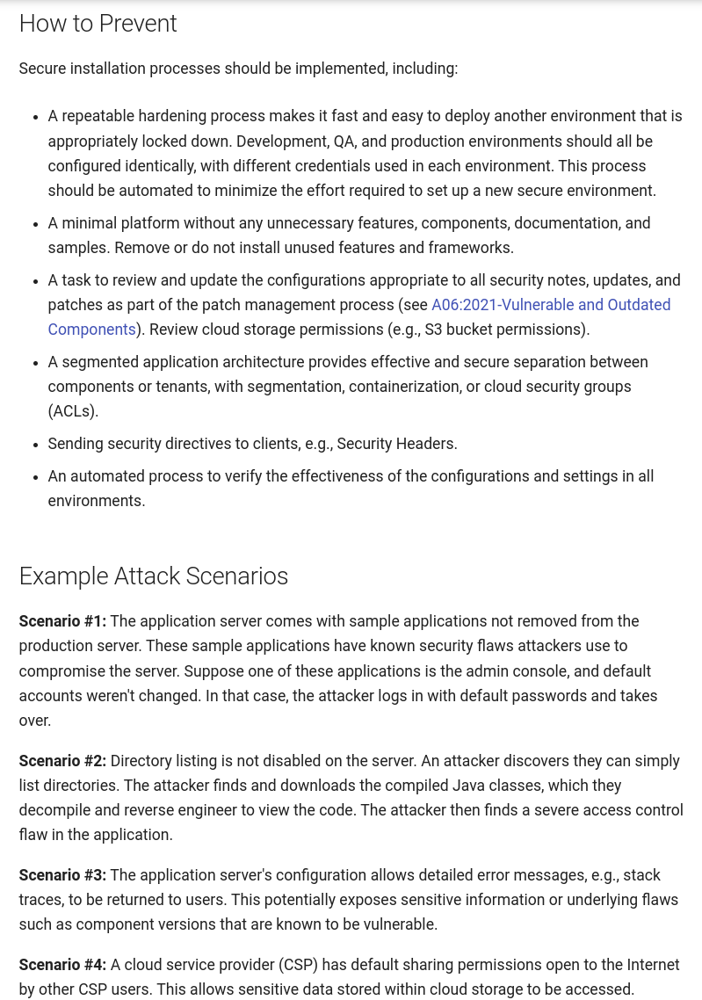 How to Prevent
Secure installation processes should be implemented, including:
• A repeatable hardening process makes it fast and easy to deploy another environment that is
appropriately locked down. Development, QA, and production environments should all be
configured identically, with different credentials used in each environment. This process
should be automated to minimize the effort required to set up a new secure environment.
• A minimal platform without any unnecessary features, components, documentation, and
samples. Remove or do not install unused features and frameworks.
• A task to review and update the configurations appropriate to all security notes, updates, and
patches as part of the patch management process (see A06:2021-Vulnerable and Outdated
Components). Review cloud storage permissions (e.g., S3 bucket permissions).
• A segmented application architecture provides effective and secure separation between
components or tenants, with segmentation, containerization, or cloud security groups
(ACLs).
• Sending security directives to clients, e.g., Security Headers.
• An automated process to verify the effectiveness of the configurations and settings in all
environments.
Example Attack Scenarios
Scenario #1: The application server comes with sample applications not removed from the
production server. These sample applications have known security flaws attackers use to
compromise the server. Suppose one of these applications is the admin console, and default
accounts weren't changed. In that case, the attacker logs in with default passwords and takes
over.
Scenario #2: Directory listing is not disabled on the server. An attacker discovers they can simply
list directories. The attacker finds and downloads the compiled Java classes, which they
decompile and reverse engineer to view the code. The attacker then finds a severe access control
flaw in the application.
Scenario #3: The application server's configuration allows detailed error messages, e.g., stack
traces, to be returned to users. This potentially exposes sensitive information or underlying flaws
such as component versions that are known to be vulnerable.
Scenario #4: A cloud service provider (CSP) has default sharing permissions open to the Internet
by other CSP users. This allows sensitive data stored within cloud storage to be accessed.